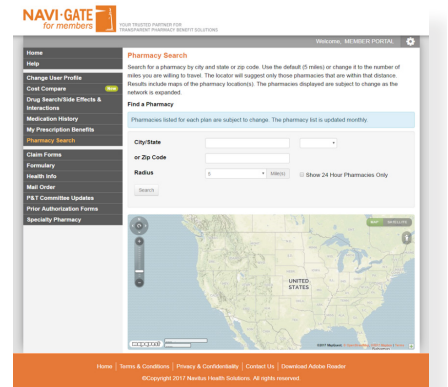 NAVI·GATE
for members
YOUR TRUSTED PARTNER FOR
TRANSPARENT PHARMACY BENEFIT SOLUTIONS
Welcome, MEMBER PORTAL
Home
Help
Change User Profile
Cost Compare New
Drug Search/Side Effects &
Interactions
Medication History
My Prescription Benefits
Pharmacy Search
Claim Forms
Formulary
Health Info
Mail Order
P&T Committee Updates
Prior Authorization Forms
Specialty Pharmacy
Pharmacy Search
Search for a pharmacy by city and state or zip code. Use the default (5 miles) or change it to the number of
miles you are willing to travel. The locator will suggest only those pharmacies that are within that distance.
Results include maps of the pharmacy location(s). The pharmacies displayed are subject to change as the
network is expanded.
Find a Pharmacy
Pharmacies listed for each plan are subject to change. The pharmacy list is updated monthly.
City/State
or Zip Code
Radius
5
Mile(s)
Show 24 Hour Pharmacies Only
Search
MAP
UNITED
STATES
mapquest
©2017 MapQuest
Home | Terms & Conditions | Privacy & Confidentiality | Contact Us | Download Adobe Reader
©Copyright 2017 Navitus Health Solutions. All rights reserved.